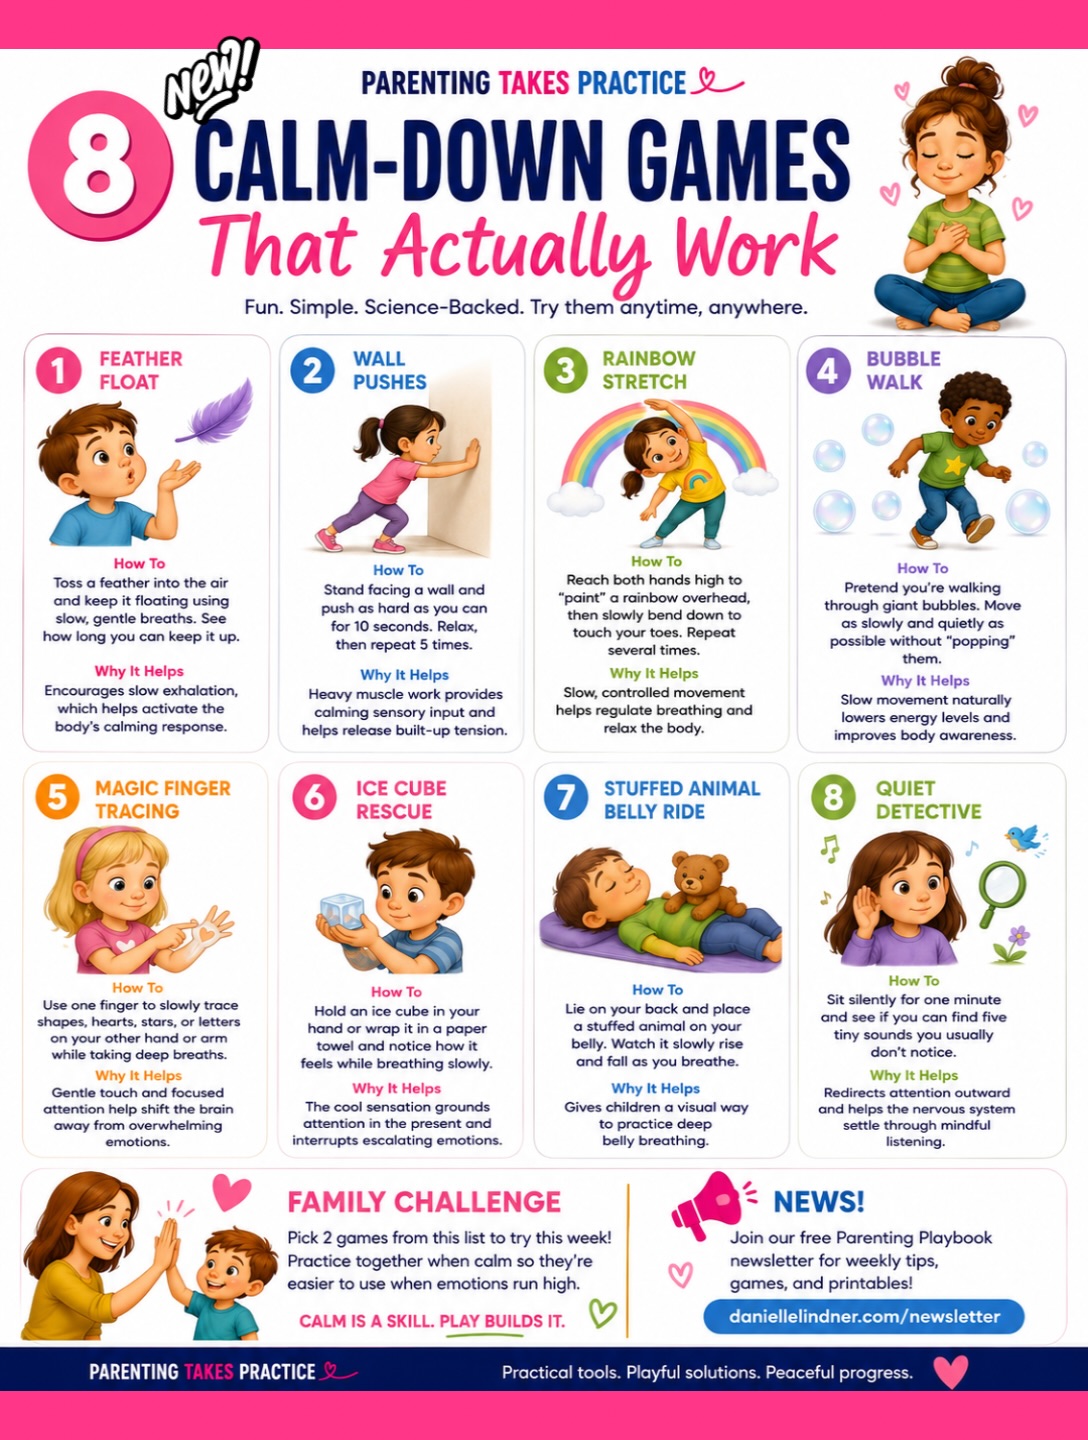 NEW!
PARENTING TAKES PRACTICE
8
CALM-DOWN GAMES
That Actually Work
Fun. Simple. Science-Backed. Try them anytime, anywhere.
1
FEATHER
FLOAT
How To
Toss a feather into the air
and keep it floating using
slow, gentle breaths. See
how long you can keep it up.
Why It Helps
Encourages slow exhalation,
which helps activate the
body's calming response.
2
WALL
PUSHES
How To
Stand facing a wall and
push as hard as you can
for 10 seconds. Relax,
then repeat 5 times.
Why It Helps
Heavy muscle work provides
calming sensory input and
helps release built-up tension.
3
RAINBOW
STRETCH
How To
Reach both hands high to
“paint” a rainbow overhead,
then slowly bend down to
touch your toes. Repeat
several times.
Why It Helps
Slow, controlled movement
helps regulate breathing and
relax the body.
4
BUBBLE
WALK
How To
Pretend you're walking
through giant bubbles. Move
as slowly and quietly as
possible without “popping”
them.
Why It Helps
Slow movement naturally
lowers energy levels and
improves body awareness.
5
MAGIC FINGER
TRACING
How To
Use one finger to slowly trace
shapes, hearts, stars, or letters
on your other hand or arm
while taking deep breaths.
Why It Helps
Gentle touch and focused
attention help shift the brain
away from overwhelming
emotions.
6
ICE CUBE
RESCUE
How To
Hold an ice cube in your
hand or wrap it in a paper
towel and notice how it
feels while breathing slowly.
Why It Helps
The cool sensation grounds
attention in the present and
interrupts escalating emotions.
7
STUFFED ANIMAL
BELLY RIDE
How To
Lie on your back and place
a stuffed animal on your
belly. Watch it slowly rise
and fall as you breathe.
Why It Helps
Gives children a visual way
to practice deep
belly breathing.
8
QUIET
DETECTIVE
How To
Sit silently for one minute
and see if you can find five
tiny sounds you usually
don't notice.
Why It Helps
Redirects attention outward
and helps the nervous system
settle through mindful
listening.
FAMILY CHALLENGE
Pick 2 games from this list to try this week!
Practice together when calm so they're
easier to use when emotions run high.
CALM IS A SKILL. PLAY BUILDS IT.
NEWS!
Join our free Parenting Playbook
newsletter for weekly tips,
games, and printables!
daniellelindner.com/newsletter
PARENTING TAKES PRACTICE
Practical tools. Playful solutions. Peaceful progress.